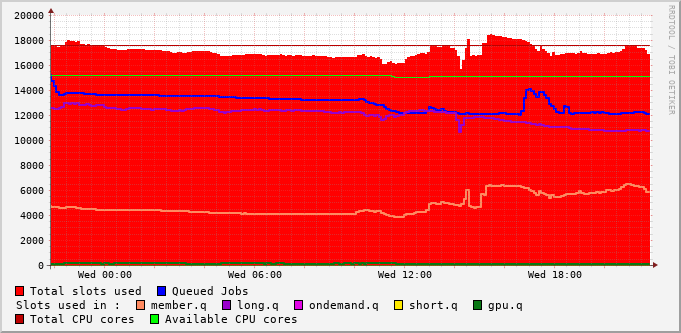 RRDTOOL / TOBI OETIKER
20000
18000
16000
14000
12000
10000
8000
6000
4000
2000
0
Wed 00:00 Wed 06:00 Wed 12:00 Wed 18:00
Total slots used Queued Jobs
Slots used in : member.q long.q ondemand.q short.q gpu.q
Total CPU cores Available CPU cores